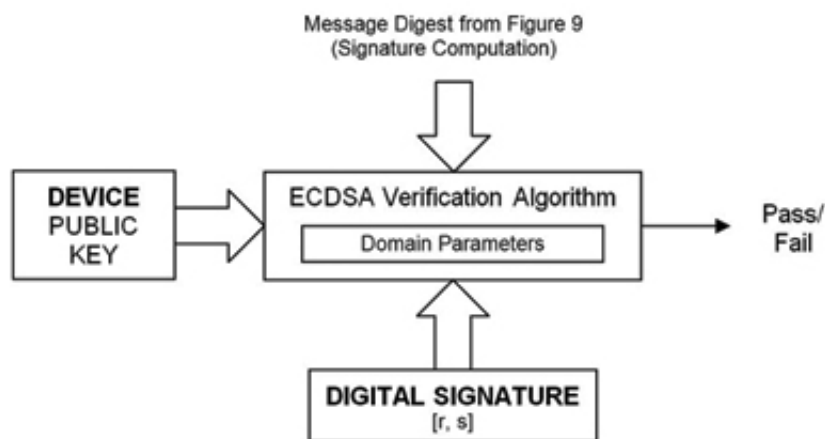 Message Digest from Figure 9
(Signature Computation)
DEVICE
PUBLIC
KEY
ECDSA Verification Algorithm
Domain Parameters
Pass/
Fail
DIGITAL SIGNATURE
[r, s]